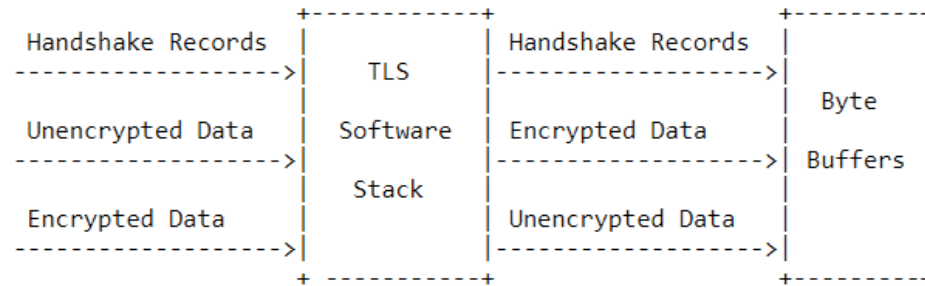 +------------+ +----------
Handshake Records | | Handshake Records |
------------------->| TLS |------------------->|
| | | Byte
Unencrypted Data | Software | Encrypted Data |
------------------->| |------------------->| Buffers
| Stack | |
Encrypted Data | | Unencrypted Data |
------------------->| |------------------->|
+ -----------+ +----------